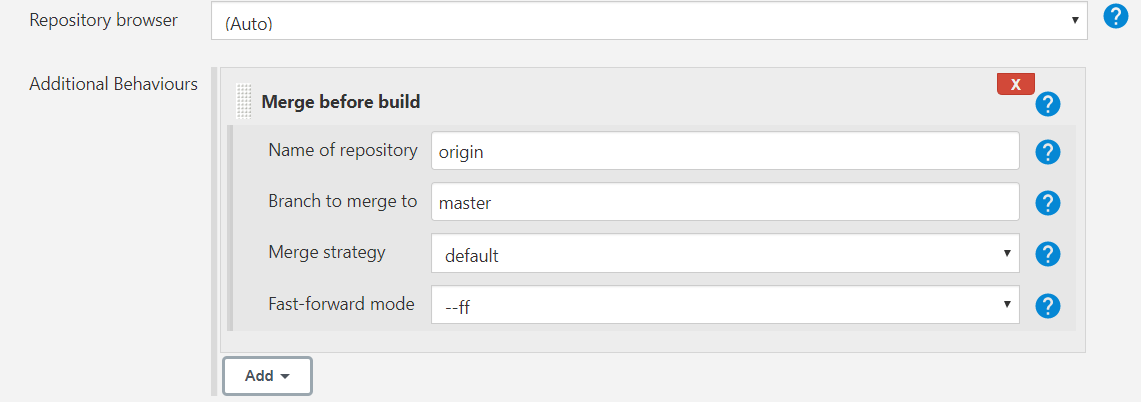 Repository browser
(Auto)
?
Additional Behaviours
X
Merge before build
?
Name of repository
origin
?
Branch to merge to
master
?
Merge strategy
default
?
Fast-forward mode
--ff
?
Add